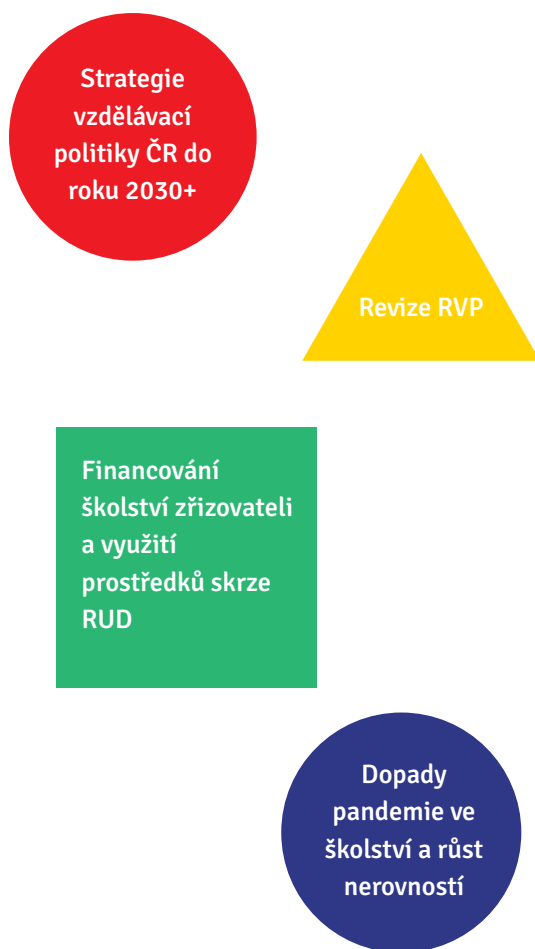 Strategie
vzdělávací
politiky ČR do
roku 2030+
Revize RVP
Financování
školství zřizovateli
a využití
prostředků skrze
RUD
Dopady
pandemie ve
školství a růst
nerovností